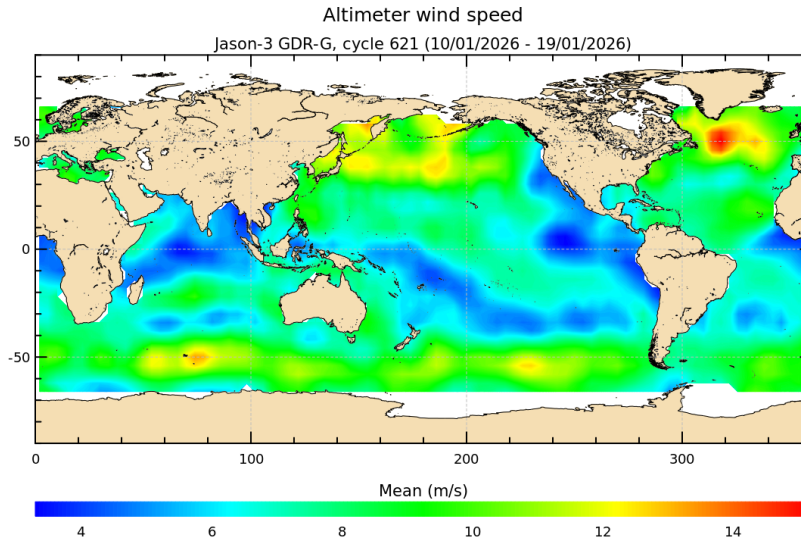 Altimeter wind speed
Jason-3 GDR-G, cycle 621 (10/01/2026 - 19/01/2026)
50
0
-50
0 100 200 300
Mean (m/s)
4 6 8 10 12 14